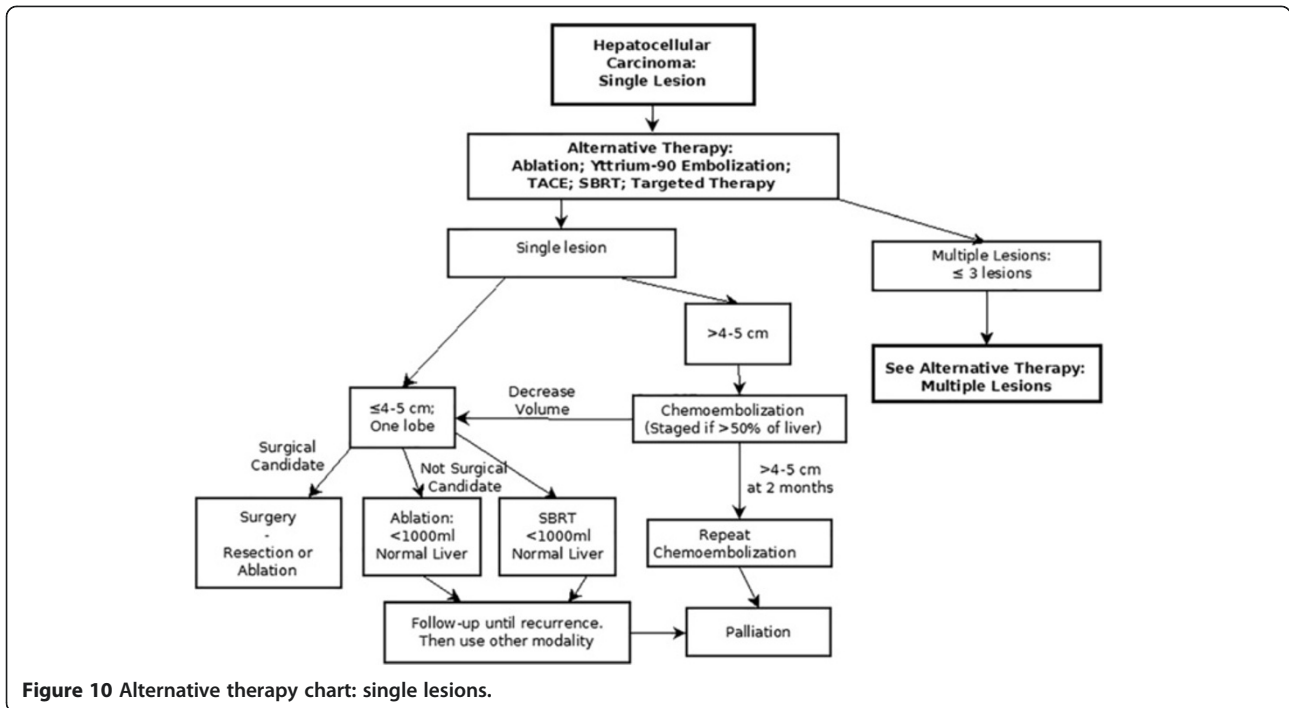 Hepatocellular
Carcinoma:
Single Lesion
Alternative Therapy:
Ablation; Yttrium-90 Embolization;
TACE; SBRT; Targeted Therapy
Single lesion
Multiple Lesions:
≤ 3 lesions
>4-5 cm
See Alternative Therapy:
Multiple Lesions
≤4-5 cm;
One lobe
Decrease
Volume
Chemoembolization
(Staged if >50% of liver)
Surgical
Candidate
Not Surgical
Candidate
>4-5 cm
at 2 months
Surgery
-
Resection or
Ablation
Ablation:
<1000ml
Normal Liver
SBRT
<1000ml
Normal Liver
Repeat
Chemoembolization
Follow-up until recurrence.
Then use other modality
Palliation
Figure 10 Alternative therapy chart: single lesions.